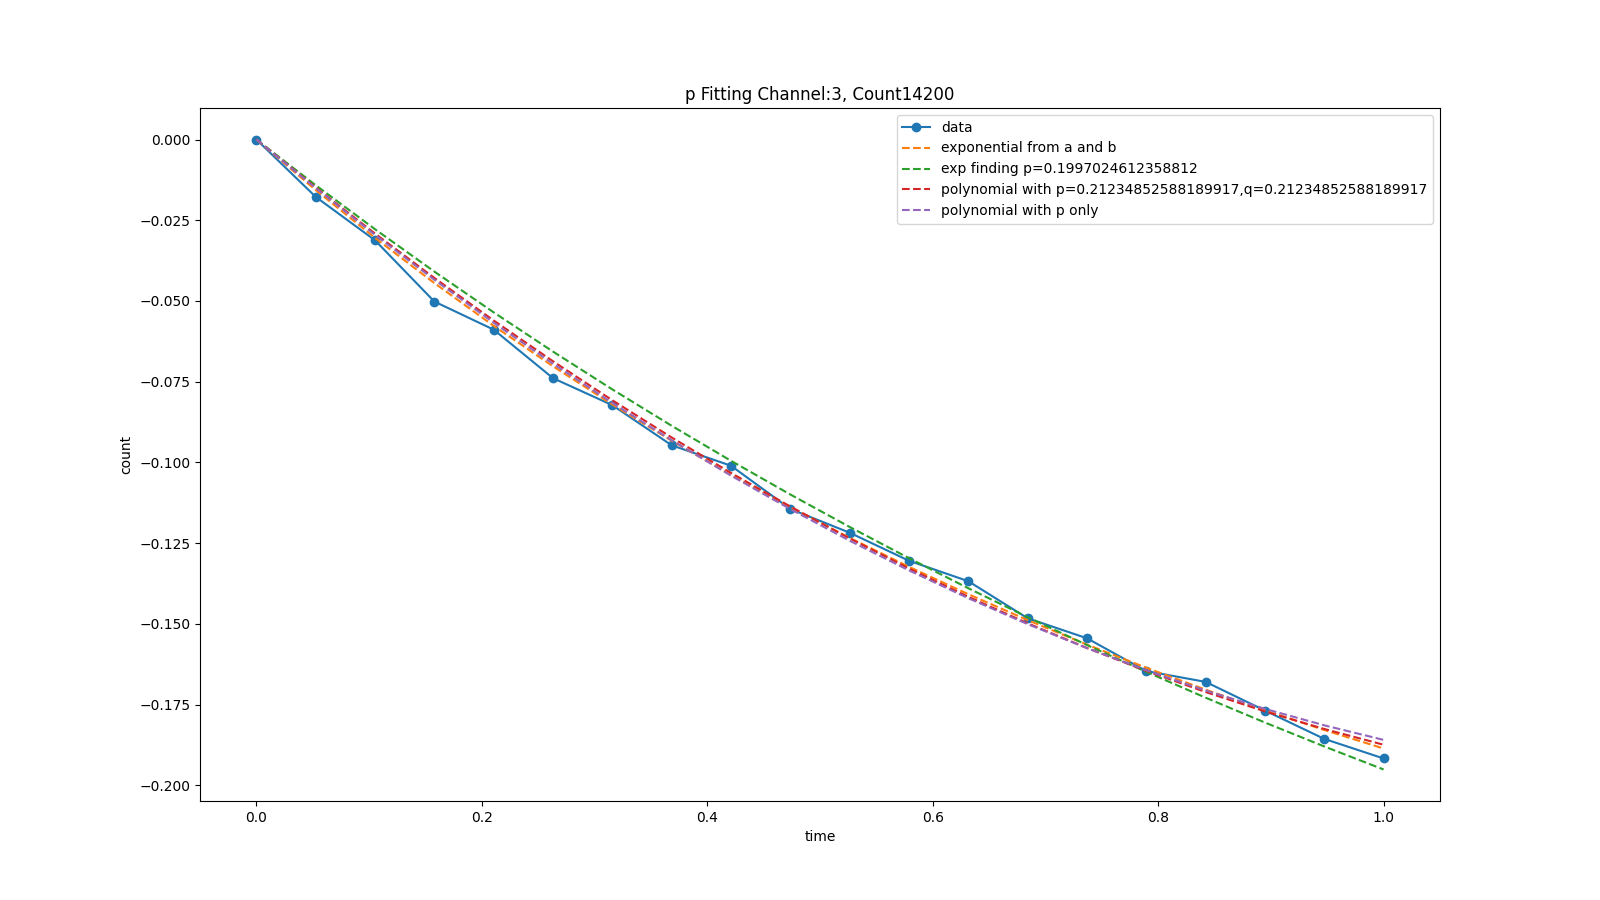 p Fitting Channel:3, Count14200
data
exponential from a and b
exp finding p=0.1997024612358812
polynomial with p=0.21234852588189917,q=0.21234852588189917
polynomial with p only
0.000
−0.025
−0.050
−0.075
−0.100
−0.125
−0.150
−0.175
−0.200
count
0.0 0.2 0.4 0.6 0.8 1.0
time